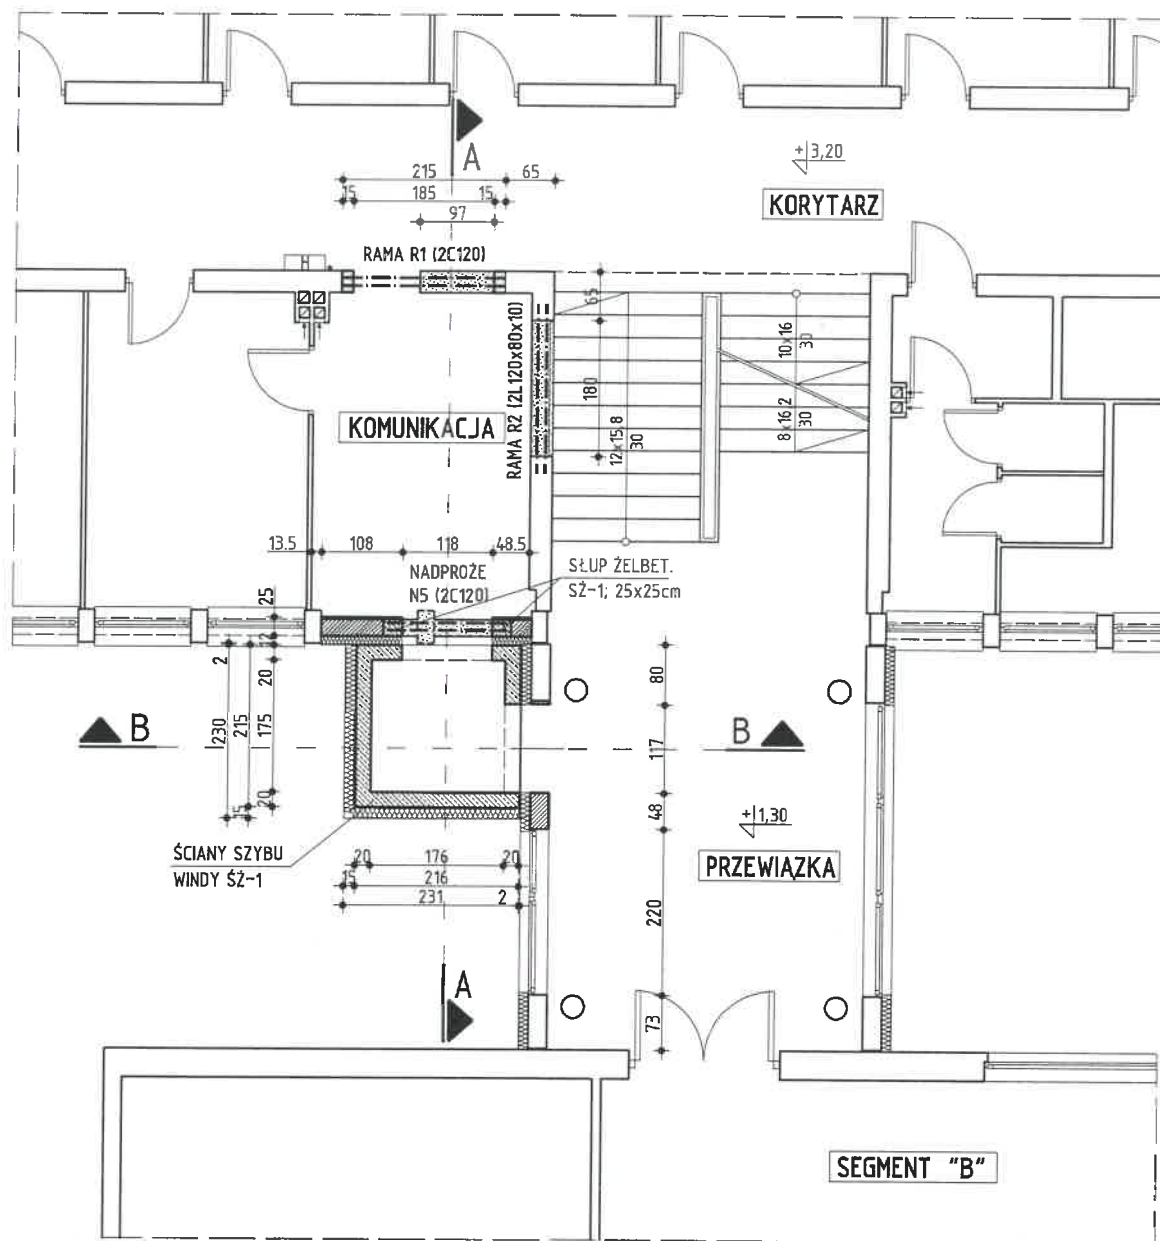 A
+3,20
KORYTARZ
215 65
15 185 15
97
RAMA R1 (2C120)
H
65
RAMA R2 (2L120x80x10)
180
12x15.8
30
10x16
30
8x16.2
30
KOMUNIKACJA
13.5 108 118 48.5
NADPROŻE
N5 (2C120)
SŁUP ŻELBET.
SŻ-1; 25x25cm
25
12
2
20
230
215
175
20
15
80
B
B
117
48
+1,30
PRZEWIĄZKA
ŚCIANY SZYBU
WINDY ŚŻ-1
20 176 20
15 216
231 2
220
A
73
SEGMENT "B"